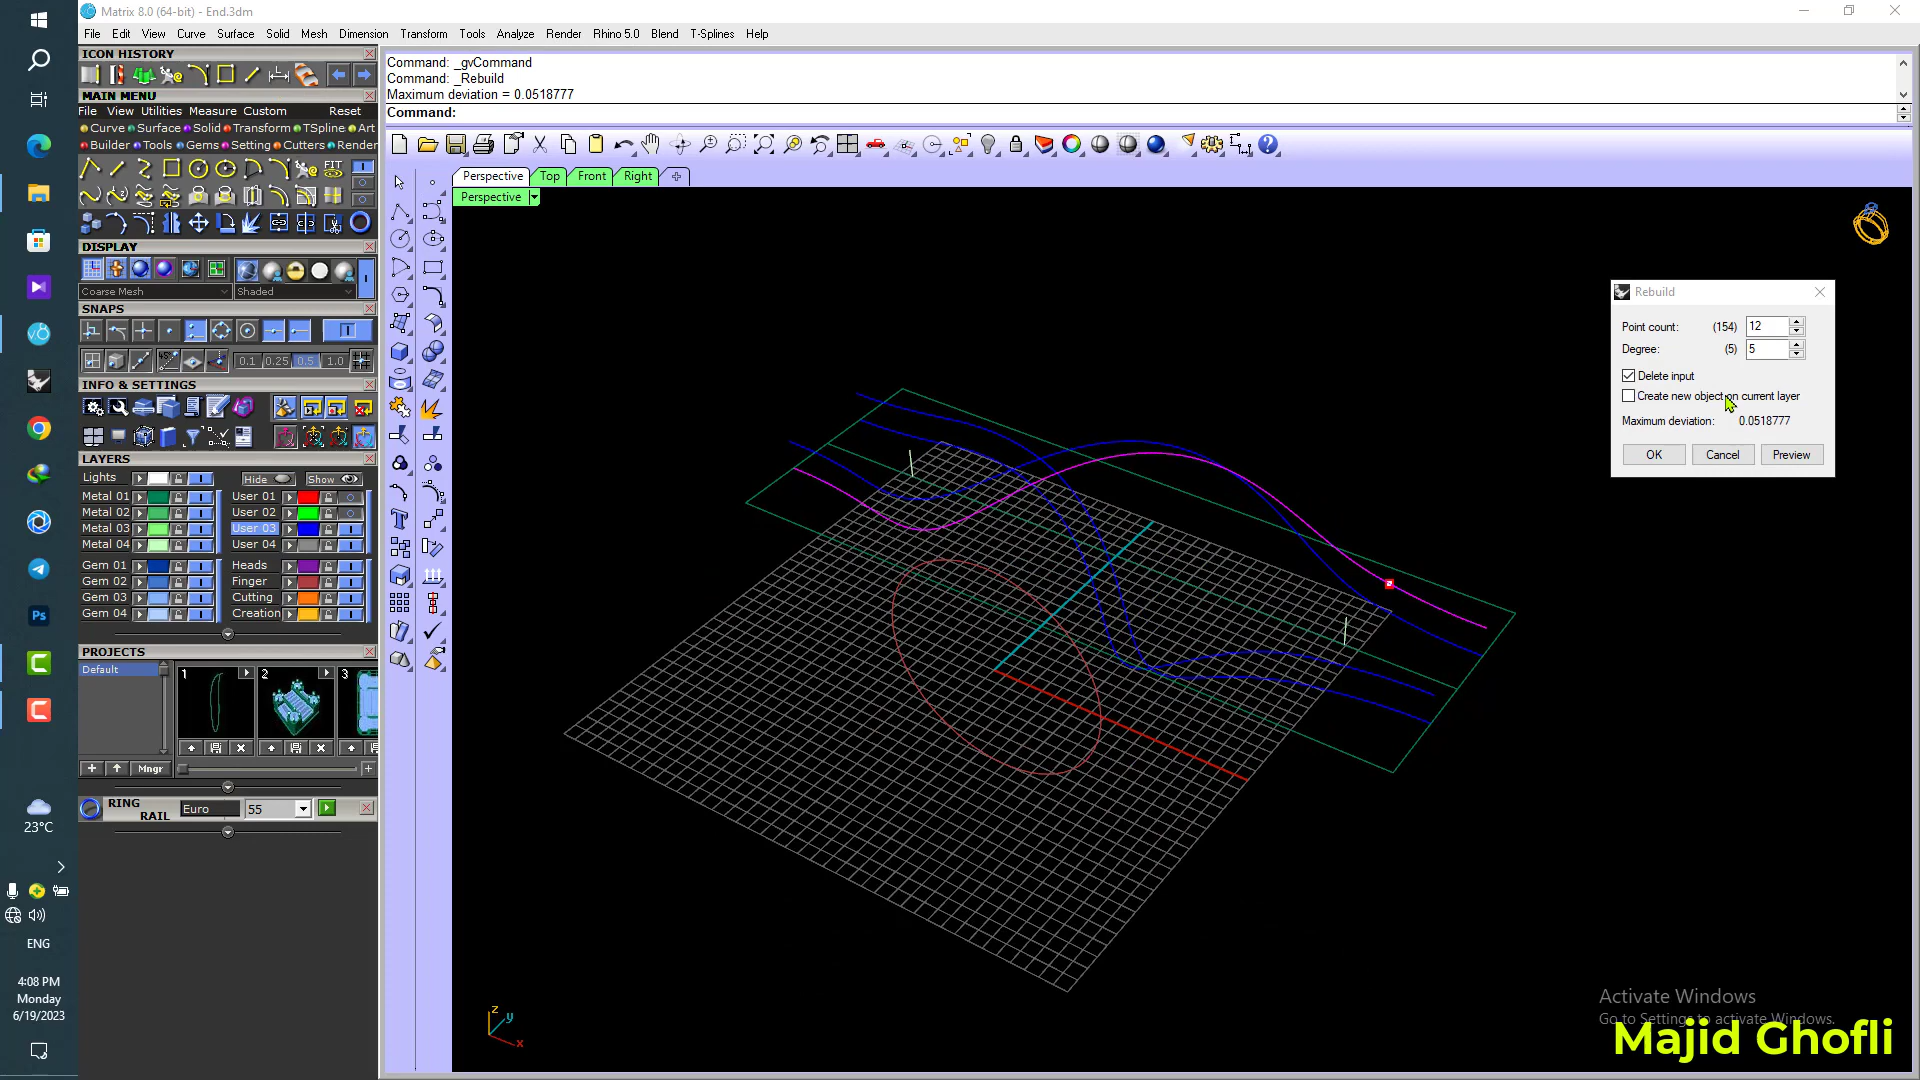 Matrix 8.0 (64-bit) - End.3dm
File Edit View Curve Surface Solid Mesh Dimension Transform Tools Analyze Render Rhino 5.0 Blend T-Splines Help
ICON HISTORY
MAIN MENU
File View Utilities Measure Custom Reset
Curve Surface Solid Transform TSpline Art
Builder Tools Gems Setting Cutters Render
FIT
DISPLAY
Coarse Mesh Shaded
SNAPS
0.1 0.25 0.5 1.0
INFO & SETTINGS
LAYERS
Lights Hide Show
Metal 01 User 01
Metal 02 User 02
Metal 03 User 03
Metal 04 User 04
Gem 01 Heads
Gem 02 Finger
Gem 03 Cutting
Gem 04 Creation
PROJECTS
Default
1 2 3
Mngr
RING RAIL Euro 55
Command: _gvCommand
Command: _Rebuild
Maximum deviation = 0.0518777
Command:
Perspective Top Front Right
Perspective
Rebuild
Point count: (154) 12
Degree: (5) 5
Delete input
Create new object on current layer
Maximum deviation: 0.0518777
OK Cancel Preview
z
y
x
Ps
23°C
ENG
4:08 PM
Monday
6/19/2023
Activate Windows
Go to Settings to activate Windows.
Majid Ghofli